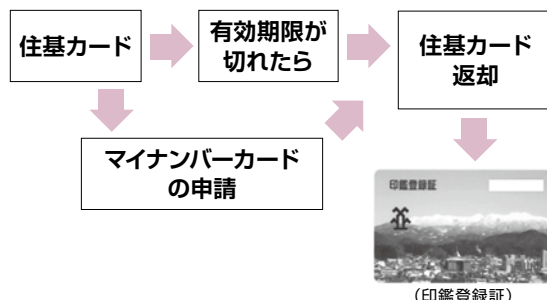 住基カード
有効期限が
切れたら
住基カード
返却
マイナンバーカード
の申請
印鑑登録証
(印鑑登録証)